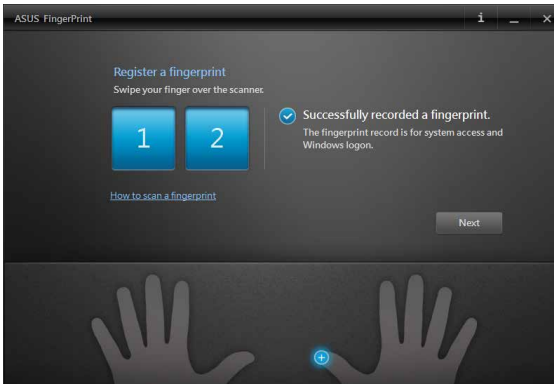 ASUS FingerPrint
i
Register a fingerprint
Swipe your finger over the scanner.
1 2
Successfully recorded a fingerprint.
The fingerprint record is for system access and
Windows logon.
How to scan a fingerprint
Next